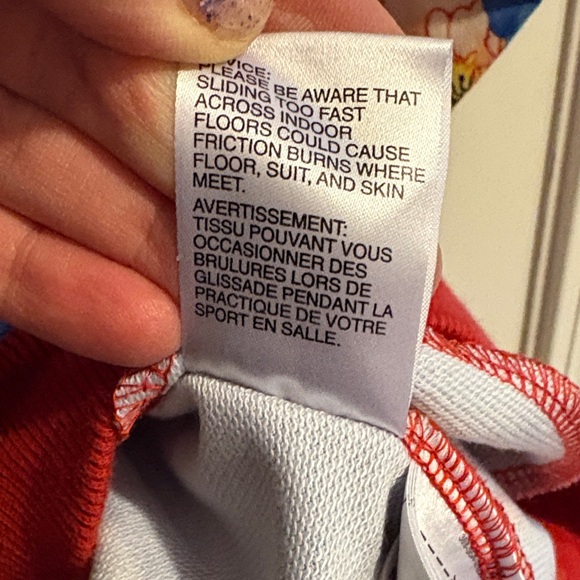 VICE:
PLEASE BE AWARE THAT
SLIDING TOO FAST
ACROSS INDOOR
FLOORS COULD CAUSE
FRICTION BURNS WHERE
FLOOR, SUIT, AND SKIN
MEET.
AVERTISSEMENT:
TISSU POUVANT VOUS
OCCASIONNER DES
BRULURES LORS DE
GLISSADE PENDANT LA
PRACTIQUE DE VOTRE
SPORT EN SALLE.